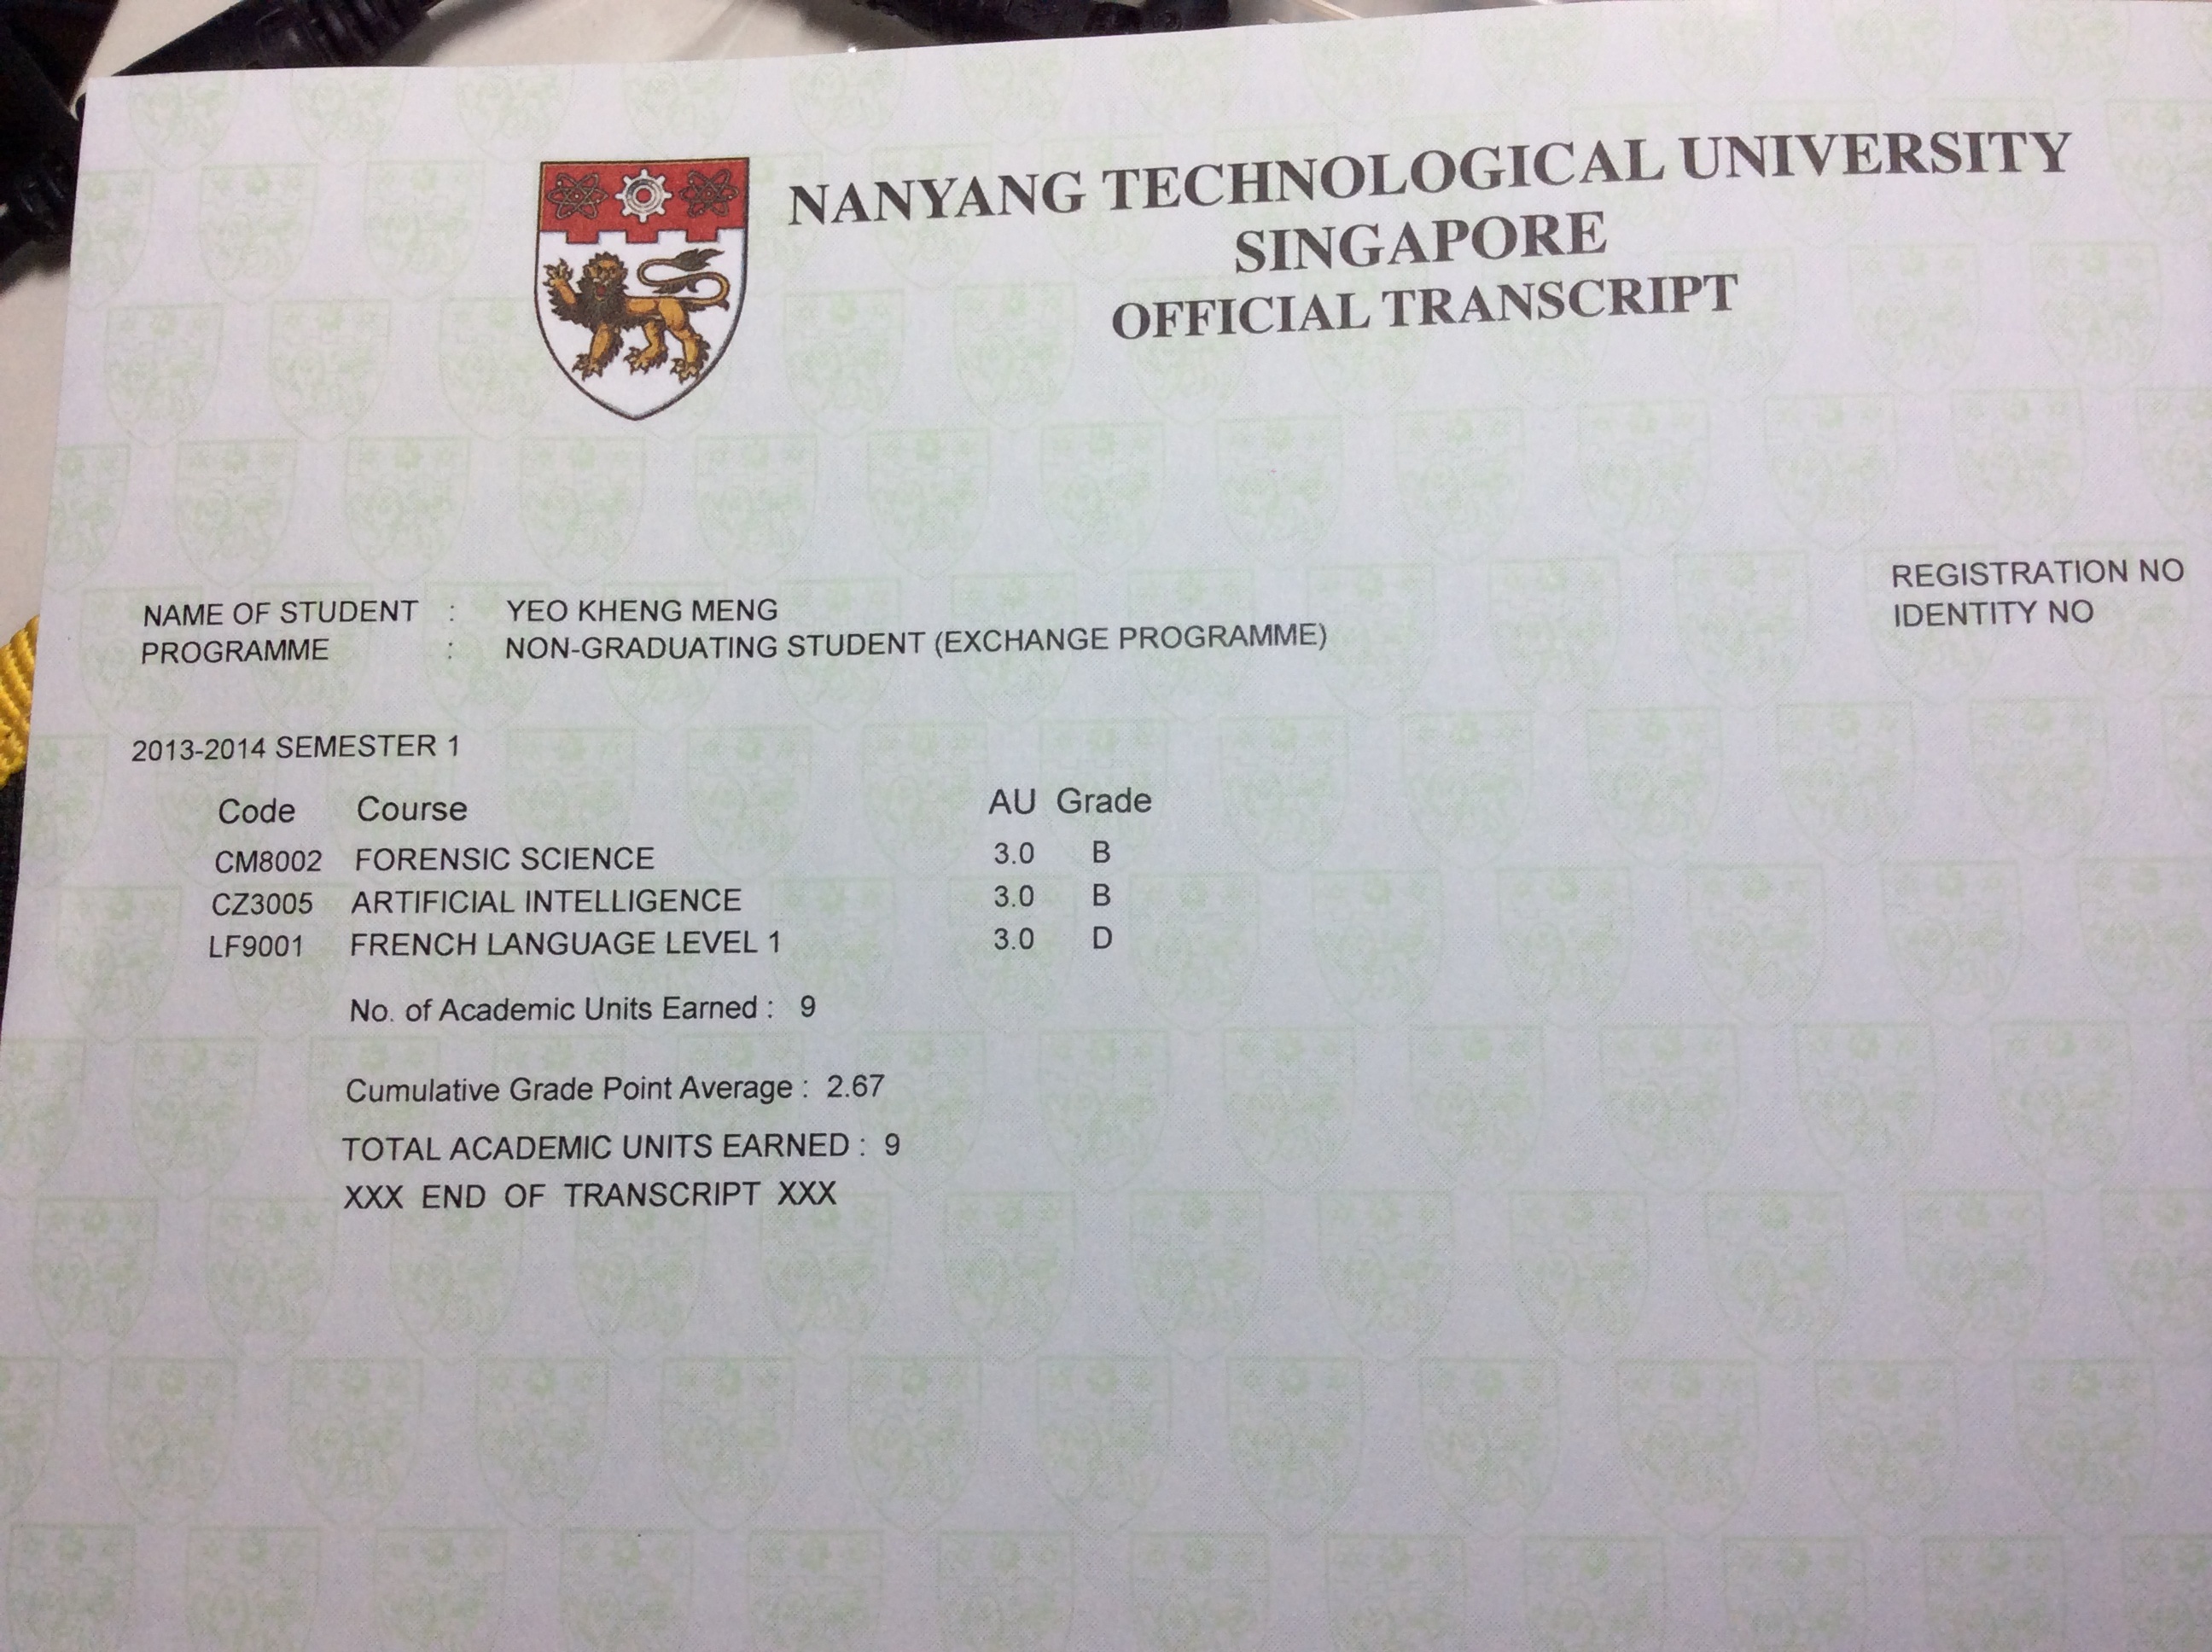 NANYANG TECHNOLOGICAL UNIVERSITY
SINGAPORE
OFFICIAL TRANSCRIPT
REGISTRATION NO
IDENTITY NO
NAME OF STUDENT : YEO KHENG MENG
PROGRAMME : NON-GRADUATING STUDENT (EXCHANGE PROGRAMME)
2013-2014 SEMESTER 1
Code Course AU Grade
CM8002 FORENSIC SCIENCE 3.0 B
CZ3005 ARTIFICIAL INTELLIGENCE 3.0 B
LF9001 FRENCH LANGUAGE LEVEL 1 3.0 D
No. of Academic Units Earned : 9
Cumulative Grade Point Average : 2.67
TOTAL ACADEMIC UNITS EARNED : 9
XXX END OF TRANSCRIPT XXX